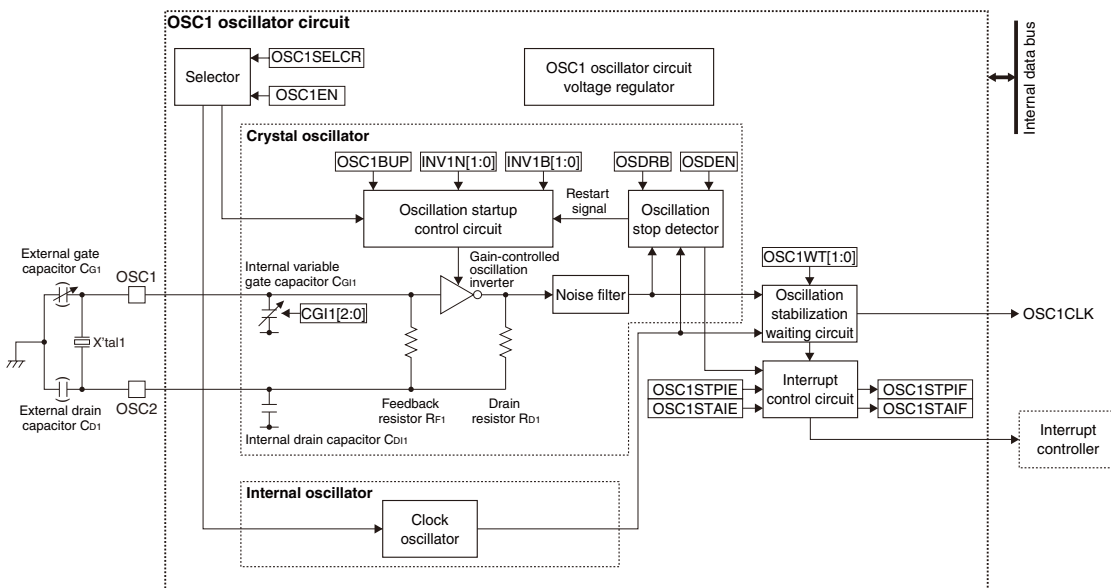 OSC1 oscillator circuit
Selector
OSC1SELCR
OSC1EN
OSC1 oscillator circuit
voltage regulator
Internal data bus
Crystal oscillator
OSC1BUP
INV1N[1:0]
INV1B[1:0]
OSDRB
OSDEN
Oscillation startup
control circuit
Restart
signal
Oscillation
stop detector
External gate
capacitor CG1
OSC1
Internal variable
gate capacitor CGI1
CGI1[2:0]
Gain-controlled
oscillation
inverter
Noise filter
OSC1WT[1:0]
Oscillation
stabilization
waiting circuit
OSC1CLK
X'tal1
OSC2
External drain
capacitor CD1
Feedback
resistor RF1
Drain
resistor RD1
Internal drain capacitor CDI1
OSC1STPIE
OSC1STAIE
Interrupt
control circuit
OSC1STPIF
OSC1STAIF
Interrupt
controller
Internal oscillator
Clock
oscillator